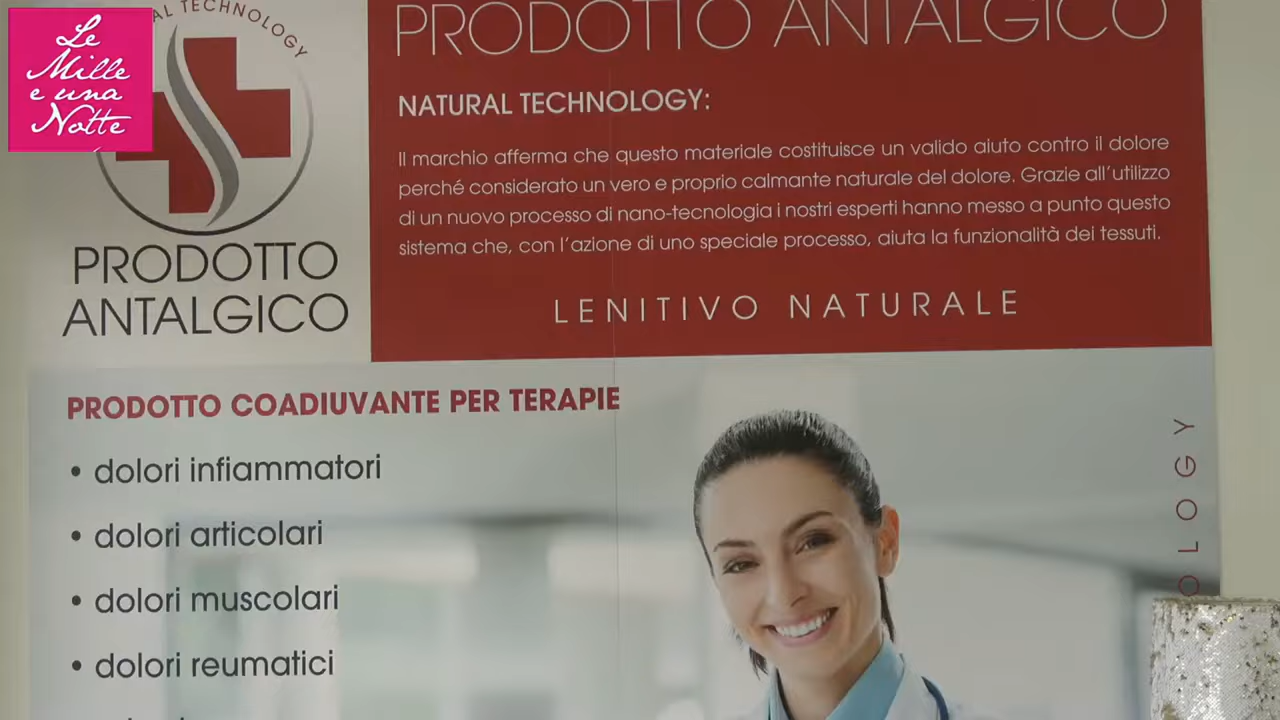 Le
Mille
e una
Notte
TECHNOLOGY
PRODOTTO
ANTALGICO
PRODOTTO ANTALGICO
NATURAL TECHNOLOGY:
Il marchio afferma che questo materiale costituisce un valido aiuto contro il dolore
perché considerato un vero e proprio calmante naturale del dolore. Grazie all'utilizzo
di un nuovo processo di nano-tecnologia i nostri esperti hanno messo a punto questo
sistema che, con l'azione di uno speciale processo, aiuta la funzionalità dei tessuti.
LENITIVO NATURALE
PRODOTTO COADIUVANTE PER TERAPIE
• dolori infiammatori
• dolori articolari
• dolori muscolari
• dolori reumatici
OLOGY